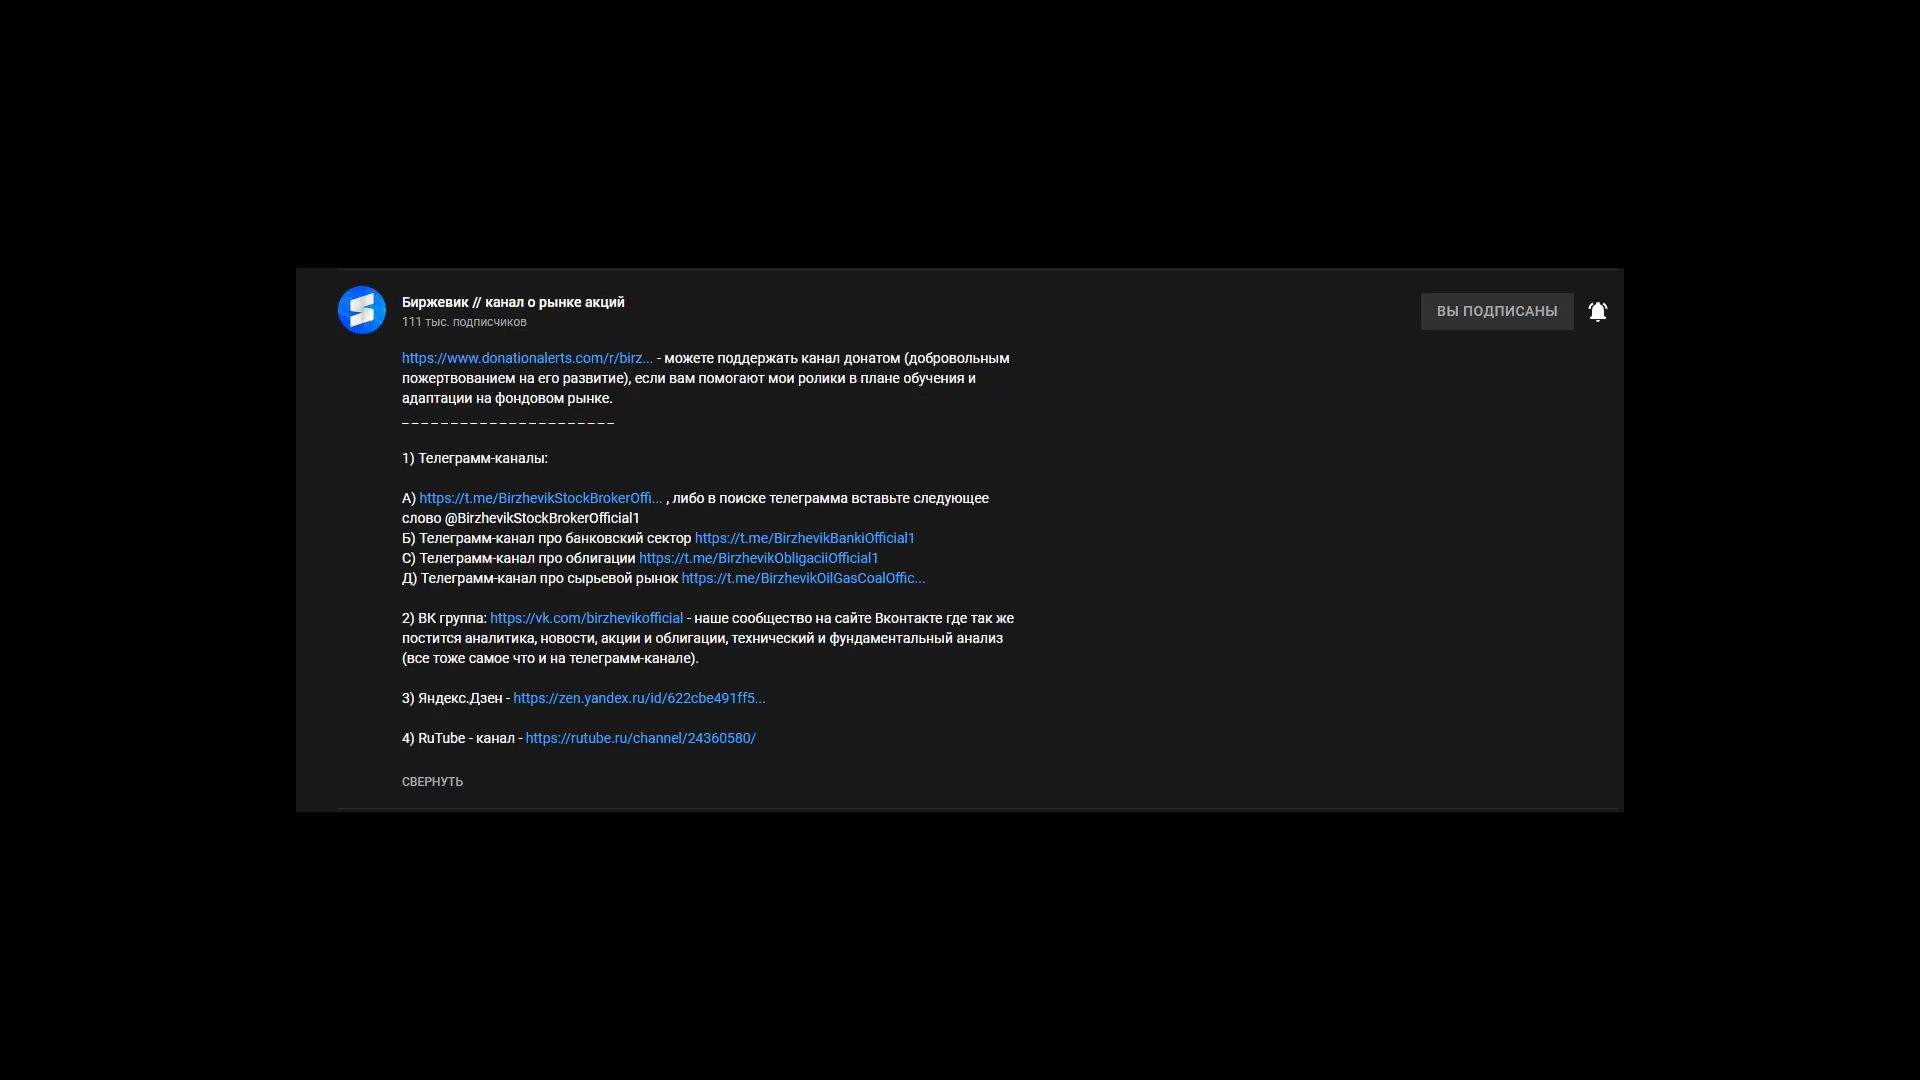 Биржевик // канал о рынке акций
111 тыс. подписчиков
ВЫ ПОДПИСАНЫ
https://www.donationalerts.com/r/birz... - можете поддержать канал донатом (добровольным
пожертвованием на его развитие), если вам помогают мои ролики в плане обучения и
адаптации на фондовом рынке.
_ _ _ _ _ _ _ _ _ _ _ _ _ _ _ _ _ _ _ _ _ _
1) Телеграмм-каналы:
А) https://t.me/BirzhevikStockBrokerOffi... , либо в поиске телеграмма вставьте следующее
слово @BirzhevikStockBrokerOfficial1
Б) Телеграмм-канал про банковский сектор https://t.me/BirzhevikBankiOfficial1
С) Телеграмм-канал про облигации https://t.me/BirzhevikObligaciiOfficial1
Д) Телеграмм-канал про сырьевой рынок https://t.me/BirzhevikOilGasCoalOffic...
2) ВК группа: https://vk.com/birzhevikofficial - наше сообщество на сайте Вконтакте где так же
постится аналитика, новости, акции и облигации, технический и фундаментальный анализ
(все тоже самое что и на телеграмм-канале).
3) Яндекс.Дзен - https://zen.yandex.ru/id/622cbe491ff5...
4) RuTube - канал - https://rutube.ru/channel/24360580/
СВЕРНУТЬ